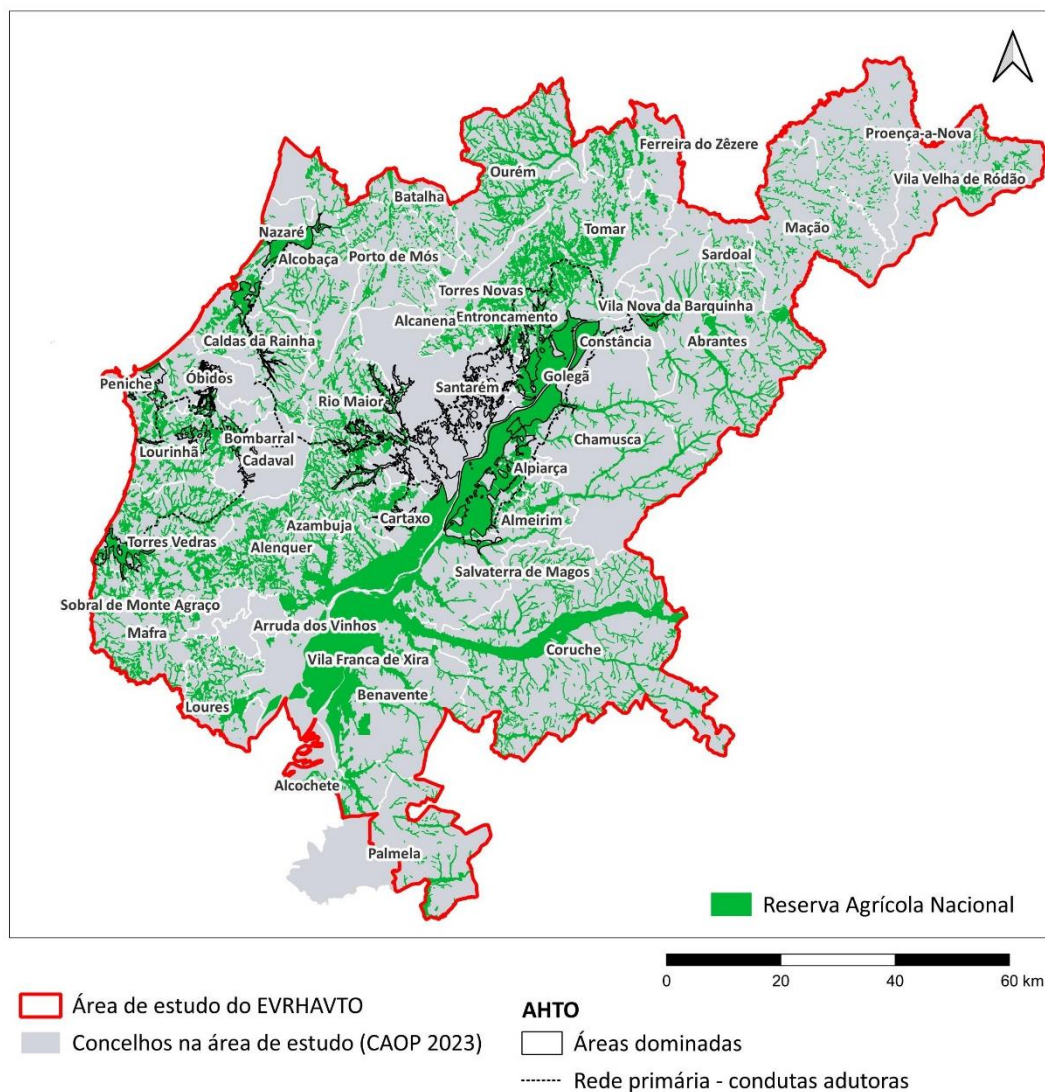 Ferreira do Zêzere
Proença-a-Nova
Ourém
Vila Velha de Ródão
Batalha
Nazaré
Tomar
Mação
Alcobaça
Porto de Mós
Sardoal
Torres Novas
Vila Nova da Barquinha
Alcanena
Entroncamento
Caldas da Rainha
Constância
Abrantes
Peniche
Óbidos
Santarém
Golegã
Rio Maior
Lourinhã
Bombarral
Chamusca
Cadaval
Alpiarça
Azambuja
Cartaxo
Almeirim
Torres Vedras
Alenquer
Salvaterra de Magos
Sobral de Monte Agraço
Mafra
Arruda dos Vinhos
Coruche
Vila Franca de Xira
Loures
Benavente
Alcochete
Palmela
Reserva Agrícola Nacional
0 20 40 60 km
Área de estudo do EVRHAVTO
Concelhos na área de estudo (CAOP 2023)
AHTO
Áreas dominadas
Rede primária - condutas adutoras